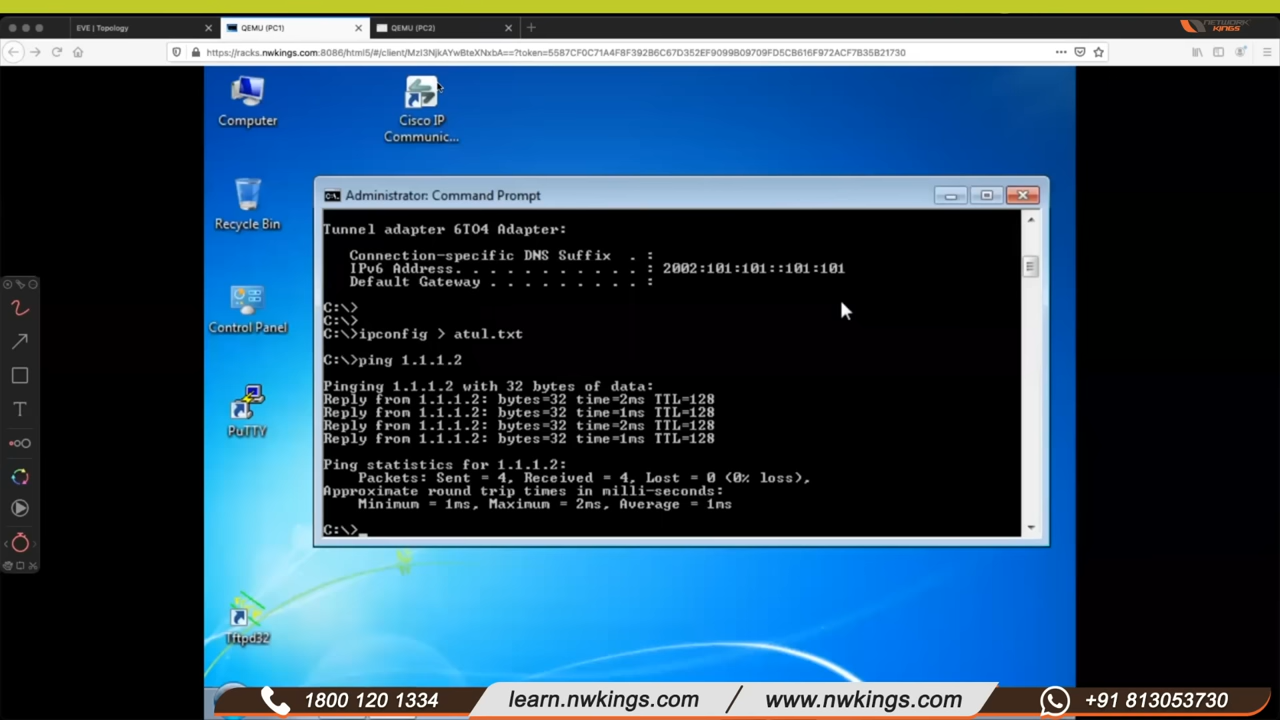 EVE | Topology
QEMU (PC1)
QEMU (PC2)
NETWORK
KINGS
https://racks.nwkings.com:8086/html5/#/client/MzI3NjkAYwBteXNxbA==?token=5587CF0C71A4F8F392B6C67D352EF9099B09709FD5CB616F972ACF7B35B21730
Computer
Cisco IP
Communic...
Recycle Bin
Control Panel
PuTTY
Tftpd32
Administrator: Command Prompt
Tunnel adapter 6TO4 Adapter:
Connection-specific DNS Suffix . :
IPv6 Address. . . . . . . . . . . : 2002:101:101::101:101
Default Gateway . . . . . . . . . :
C:\>
C:\>
C:\>ipconfig > atul.txt
C:\>ping 1.1.1.2
Pinging 1.1.1.2 with 32 bytes of data:
Reply from 1.1.1.2: bytes=32 time=2ms TTL=128
Reply from 1.1.1.2: bytes=32 time=1ms TTL=128
Reply from 1.1.1.2: bytes=32 time=2ms TTL=128
Reply from 1.1.1.2: bytes=32 time=1ms TTL=128
Ping statistics for 1.1.1.2:
Packets: Sent = 4, Received = 4, Lost = 0 (0% loss),
Approximate round trip times in milli-seconds:
Minimum = 1ms, Maximum = 2ms, Average = 1ms
C:\>_
1800 120 1334
learn.nwkings.com / www.nwkings.com
+91 813053730